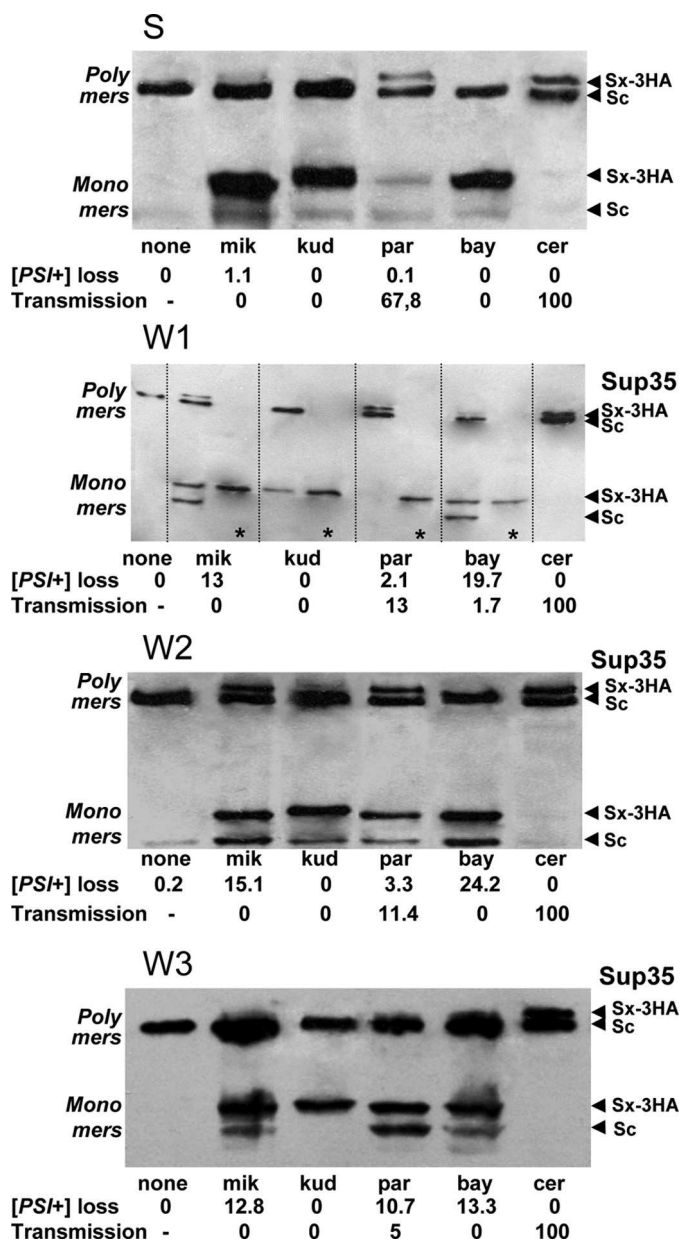 S
Poly
mers
Sx-3HA
Sc
Mono
mers
Sx-3HA
Sc
none mik kud par bay cer
[PSI+] loss 0 1.1 0 0.1 0 0
Transmission - 0 0 67,8 0 100
W1
Sup35
Poly
mers
Sx-3HA
Sc
Mono
mers
Sx-3HA
Sc
* * * *
none mik kud par bay cer
[PSI+] loss 0 13 0 2.1 19.7 0
Transmission - 0 0 13 1.7 100
W2
Sup35
Poly
mers
Sx-3HA
Sc
Mono
mers
Sx-3HA
Sc
none mik kud par bay cer
[PSI+] loss 0.2 15.1 0 3.3 24.2 0
Transmission - 0 0 11.4 0 100
W3
Sup35
Poly
mers
Sx-3HA
Sc
Mono
mers
Sx-3HA
Sc
none mik kud par bay cer
[PSI+] loss 0 12.8 0 10.7 13.3 0
Transmission - 0 0 5 0 100